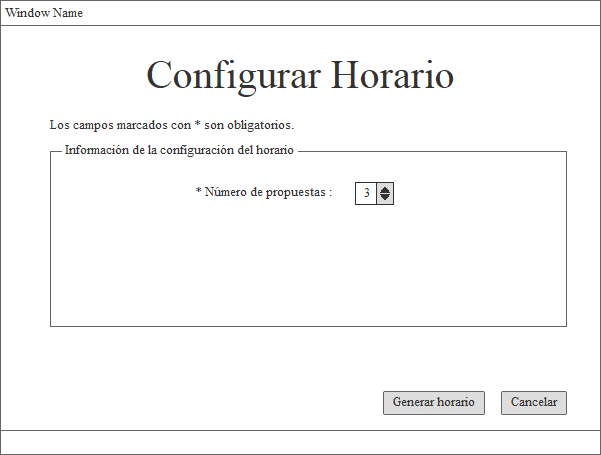 Window Name
Configurar Horario
Los campos marcados con * son obligatorios.
Información de la configuración del horario
* Número de propuestas : 3
Generar horario Cancelar